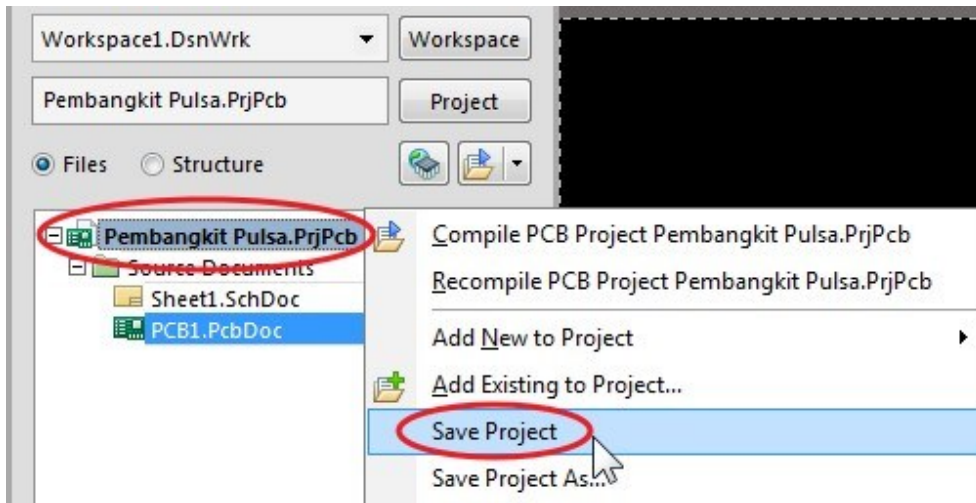 Workspace1.DsnWrk
Workspace
Pembangkit Pulsa.PrjPcb
Project
Files
Structure
Pembangkit Pulsa.PrjPcb
Source Documents
Sheet1.SchDoc
PCB1.PcbDoc
Compile PCB Project Pembangkit Pulsa.PrjPcb
Recompile PCB Project Pembangkit Pulsa.PrjPcb
Add New to Project
Add Existing to Project...
Save Project
Save Project As...